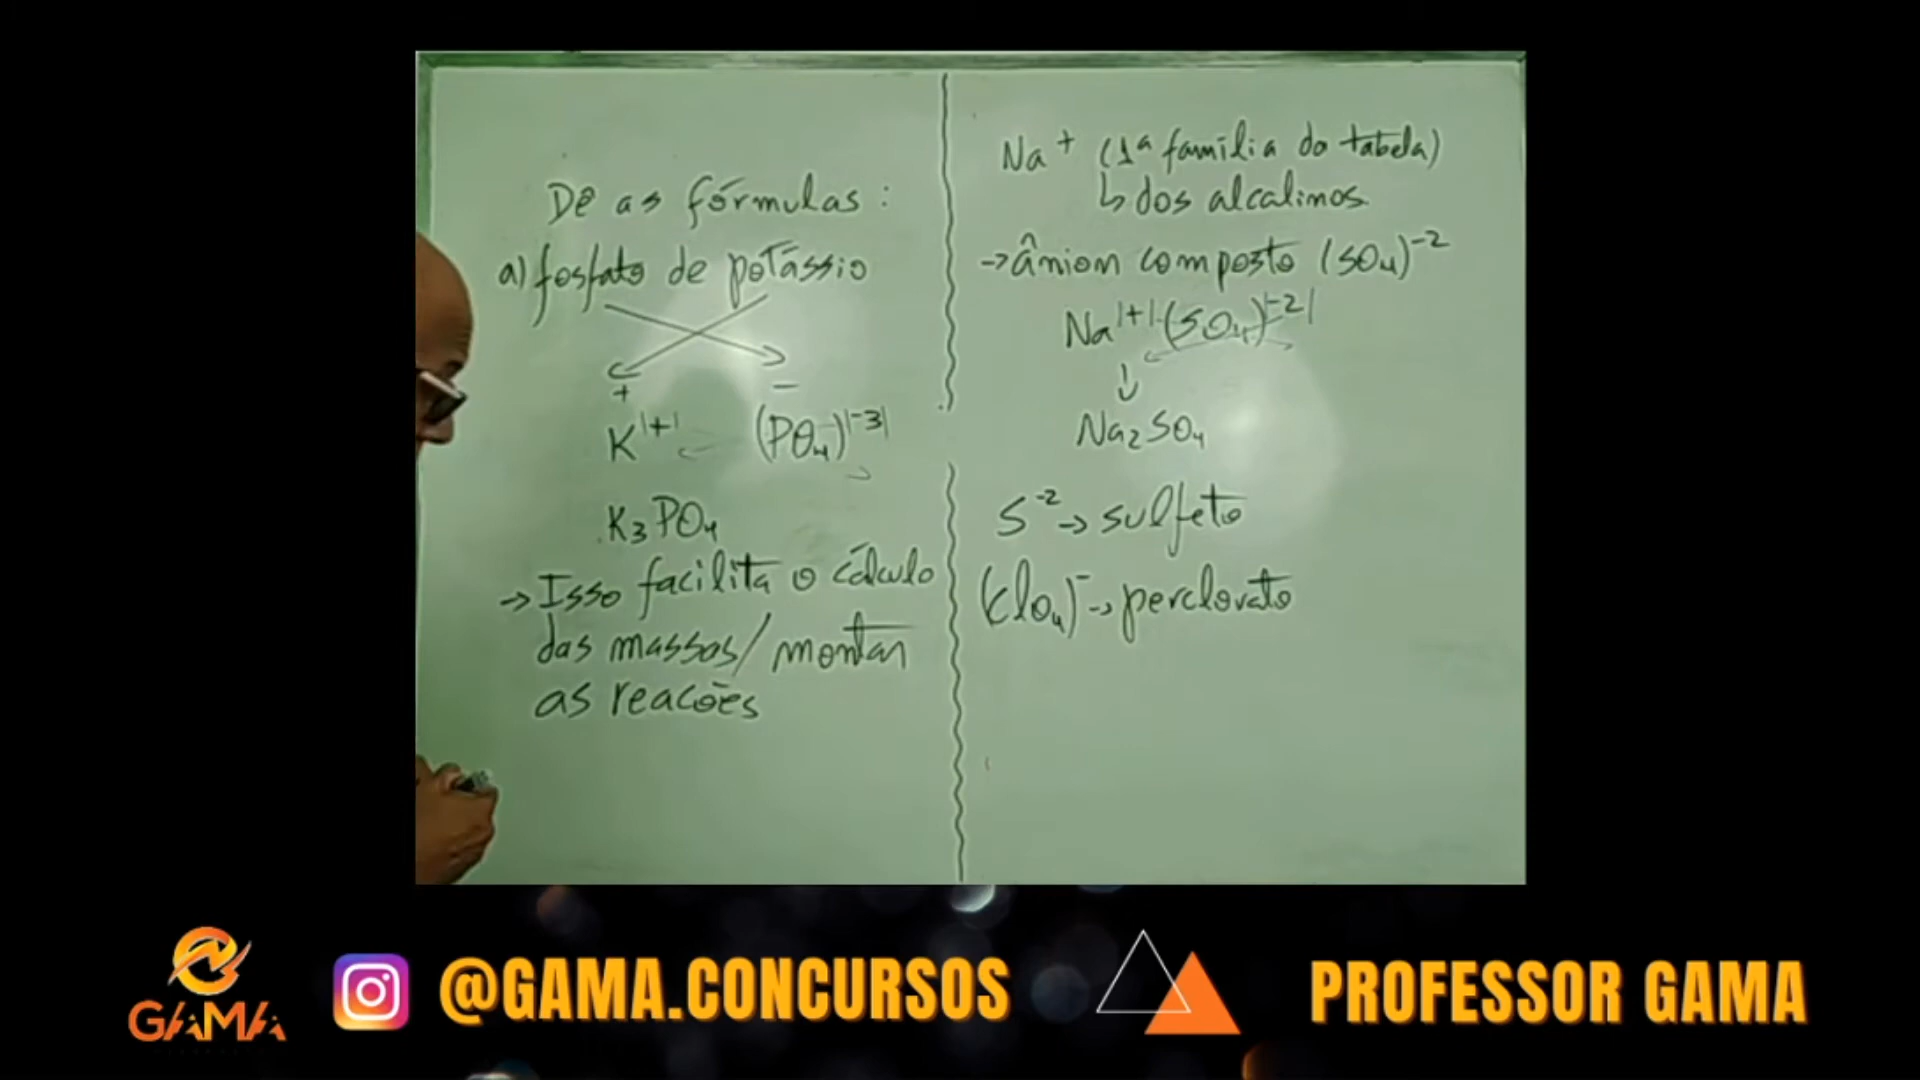 Dê as fórmulas:
a) fosfato de potássio
+ −
K|+| (PO₄)|-3|
K₃PO₄
→ Isso facilita o cálculo
das massas/montar
as reações
Na⁺ (1ª família da tabela)
↳ dos alcalinos.
→ ânion composto (SO₄)⁻²
Na|+| (SO₄)|-2|
↓
Na₂SO₄
S⁻² → sulfeto
(ClO₄)⁻ → perclorato
GAMA
@GAMA.CONCURSOS
PROFESSOR GAMA